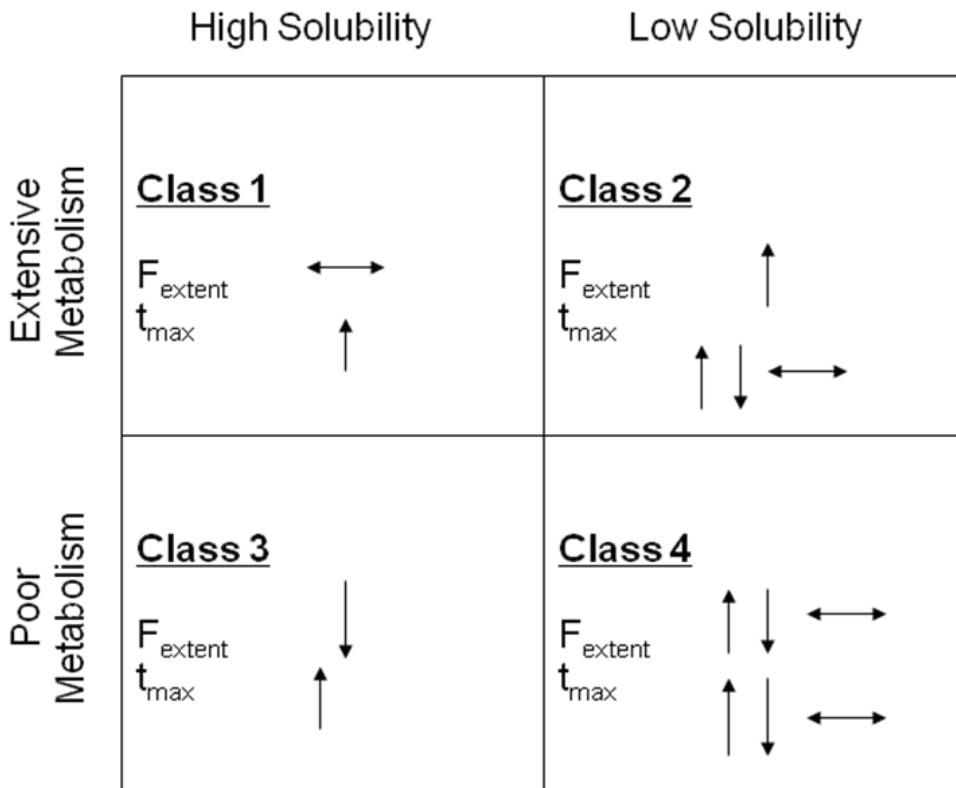 High Solubility
Low Solubility
Extensive
Metabolism
Class 1
F extent
t max
Class 2
F extent
t max
Poor
Metabolism
Class 3
F extent
t max
Class 4
F extent
t max